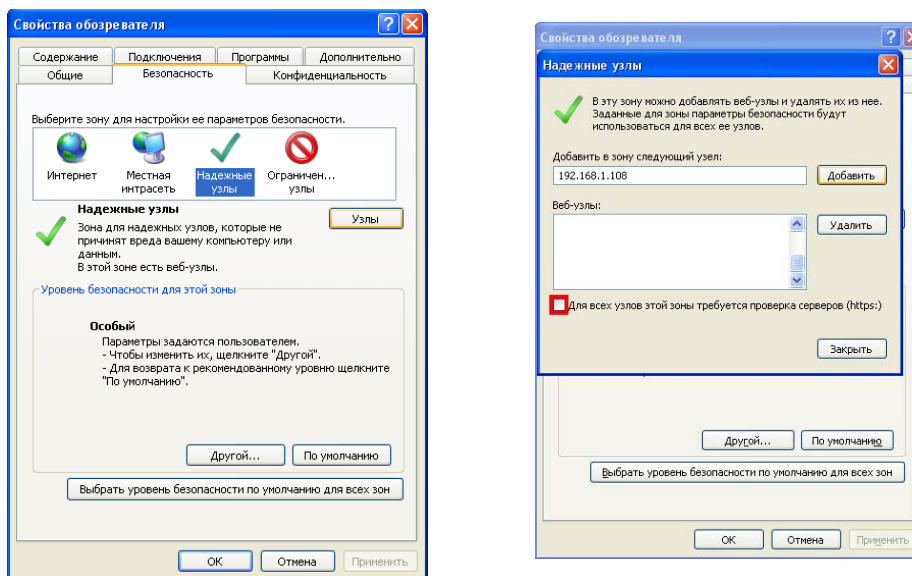 Свойства обозревателя
Содержание Подключения Программы Дополнительно
Общие Безопасность Конфиденциальность
Выберите зону для настройки ее параметров безопасности.
Интернет Местная интрасеть Надежные узлы Ограничен... узлы
Надежные узлы
Узлы
Зона для надежных узлов, которые не
причинят вреда вашему компьютеру или
данным.
В этой зоне есть веб-узлы.
Уровень безопасности для этой зоны
Особый
Параметры задаются пользователем.
- Чтобы изменить их, щелкните "Другой".
- Для возврата к рекомендованному уровню щелкните
"По умолчанию".
Другой... По умолчанию
Выбрать уровень безопасности по умолчанию для всех зон
ОК Отмена Применить
Свойства обозревателя
Надежные узлы
В эту зону можно добавлять веб-узлы и удалять их из нее.
Заданные для зоны параметры безопасности будут
использоваться для всех ее узлов.
Добавить в зону следующий узел:
192.168.1.108 Добавить
Веб-узлы:
Удалить
Для всех узлов этой зоны требуется проверка серверов (https:)
Закрыть
Другой... По умолчанию
Выбрать уровень безопасности по умолчанию для всех зон
ОК Отмена Применить